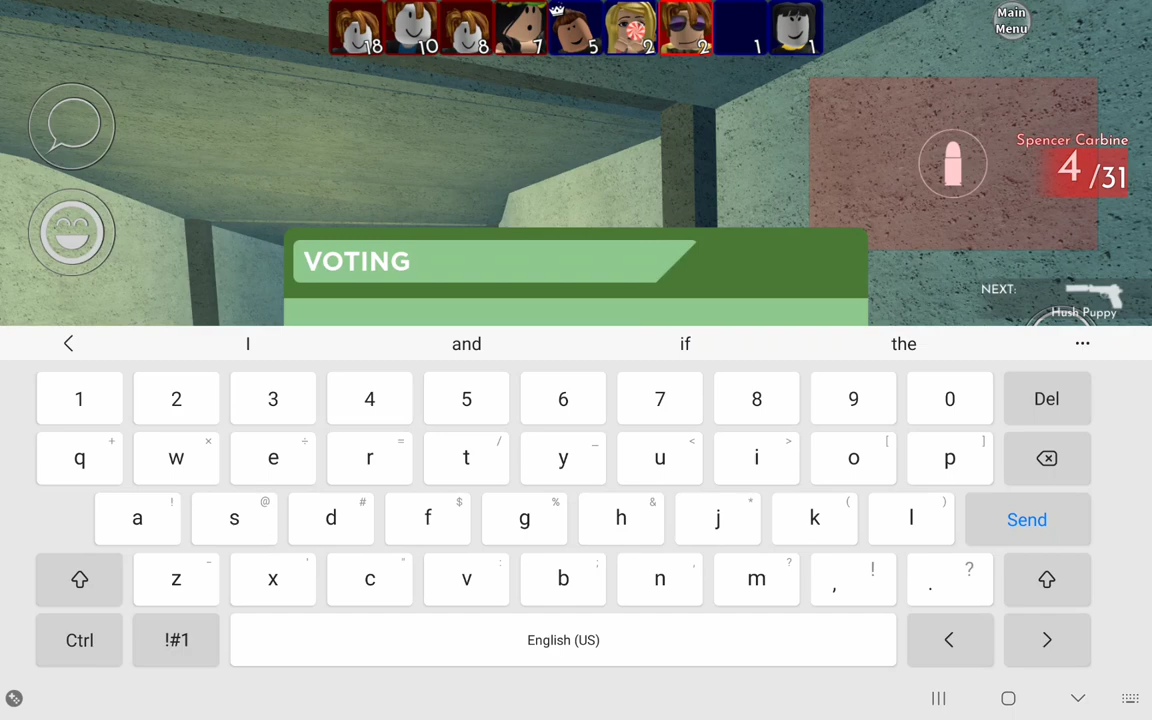 18 10 8 7 5 2 2 1 1
Main
Menu
Spencer Carbine
4/31
VOTING
NEXT:
Hush Puppy
I and if the ...
1 2 3 4 5 6 7 8 9 0 Del
+ × ÷ = / _ < > [ ]
q w e r t y u i o p
! @ # $ % & * ( )
a s d f g h j k l Send
- ' " : ; , ? ! ?
z x c v b n m , .
Ctrl !#1 English (US) < >